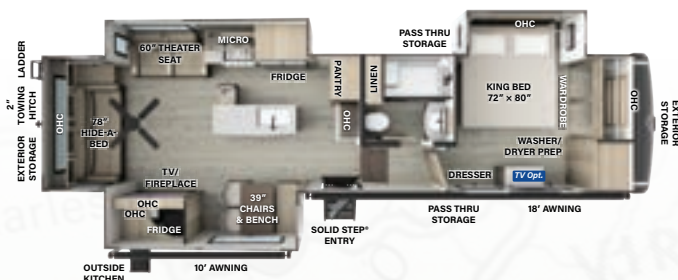 OHC
PASS THRU
STORAGE
60" THEATER
SEAT
MICRO
FRIDGE
PANTRY
LINEN
OHC
KING BED
72" × 80"
WARDROBE
OHC
EXTERIOR
STORAGE
LADDER
2"
TOWING
HITCH
EXTERIOR
STORAGE
OHC
78"
HIDE-A-
BED
WASHER/
DRYER PREP
TV/
FIREPLACE
DRESSER
TV Opt.
OHC
OHC
FRIDGE
39"
CHAIRS
& BENCH
SOLID STEP®
ENTRY
PASS THRU
STORAGE
18' AWNING
OUTSIDE
KITCHEN
10' AWNING